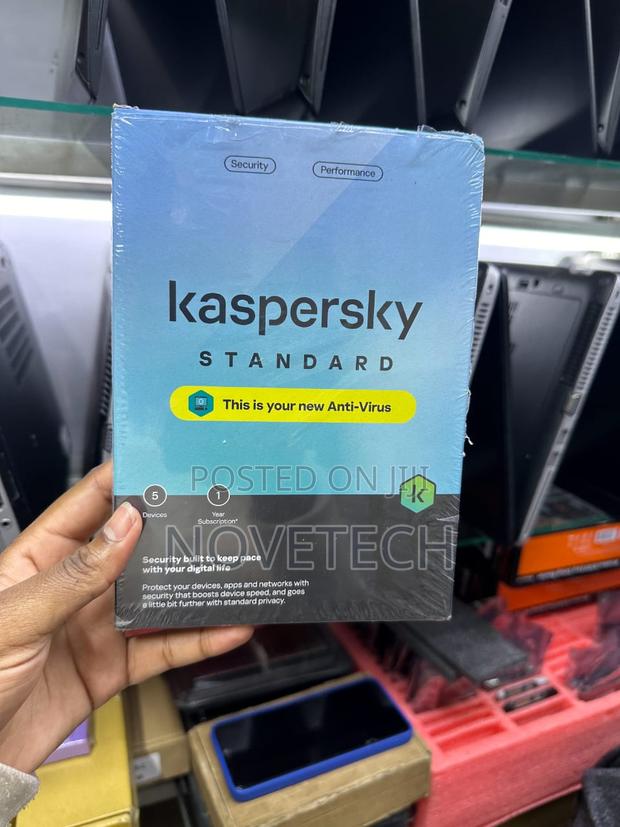 Security
Performance
kaspersky
STANDARD
This is your new Anti-Virus
POSTED ON JIJI
5
Devices
1
Year
Subscription*
NOVETECH
Security built to keep pace
with your digital life
Protect your devices, apps and networks with
security that boosts device speed, and goes
a little bit further with standard privacy.